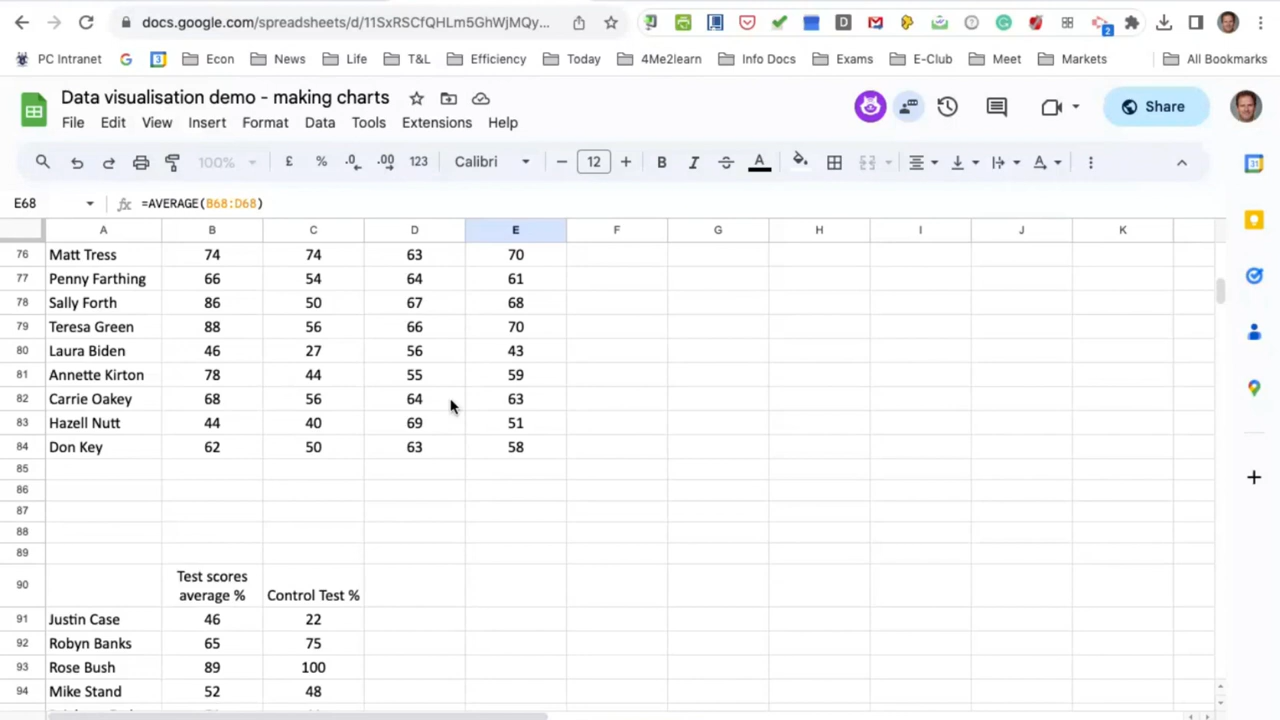 docs.google.com/spreadsheets/d/11SxRSCfQHLm5GhWjMQy...
2
PC Intranet
Econ
News
Life
T&L
Efficiency
Today
4Me2learn
Info Docs
Exams
E-Club
Meet
Markets
All Bookmarks
Data visualisation demo - making charts
Share
File Edit View Insert Format Data Tools Extensions Help
100% £ % .0 .00 123 Calibri 12 B I A A
E68 fx =AVERAGE(B68:D68)
A B C D E F G H I J K
76 Matt Tress 74 74 63 70
77 Penny Farthing 66 54 64 61
78 Sally Forth 86 50 67 68
79 Teresa Green 88 56 66 70
80 Laura Biden 46 27 56 43
81 Annette Kirton 78 44 55 59
82 Carrie Oakey 68 56 64 63
83 Hazell Nutt 44 40 69 51
84 Don Key 62 50 63 58
85
86
87
88
89
90 Test scores
average % Control Test %
91 Justin Case 46 22
92 Robyn Banks 65 75
93 Rose Bush 89 100
94 Mike Stand 52 48